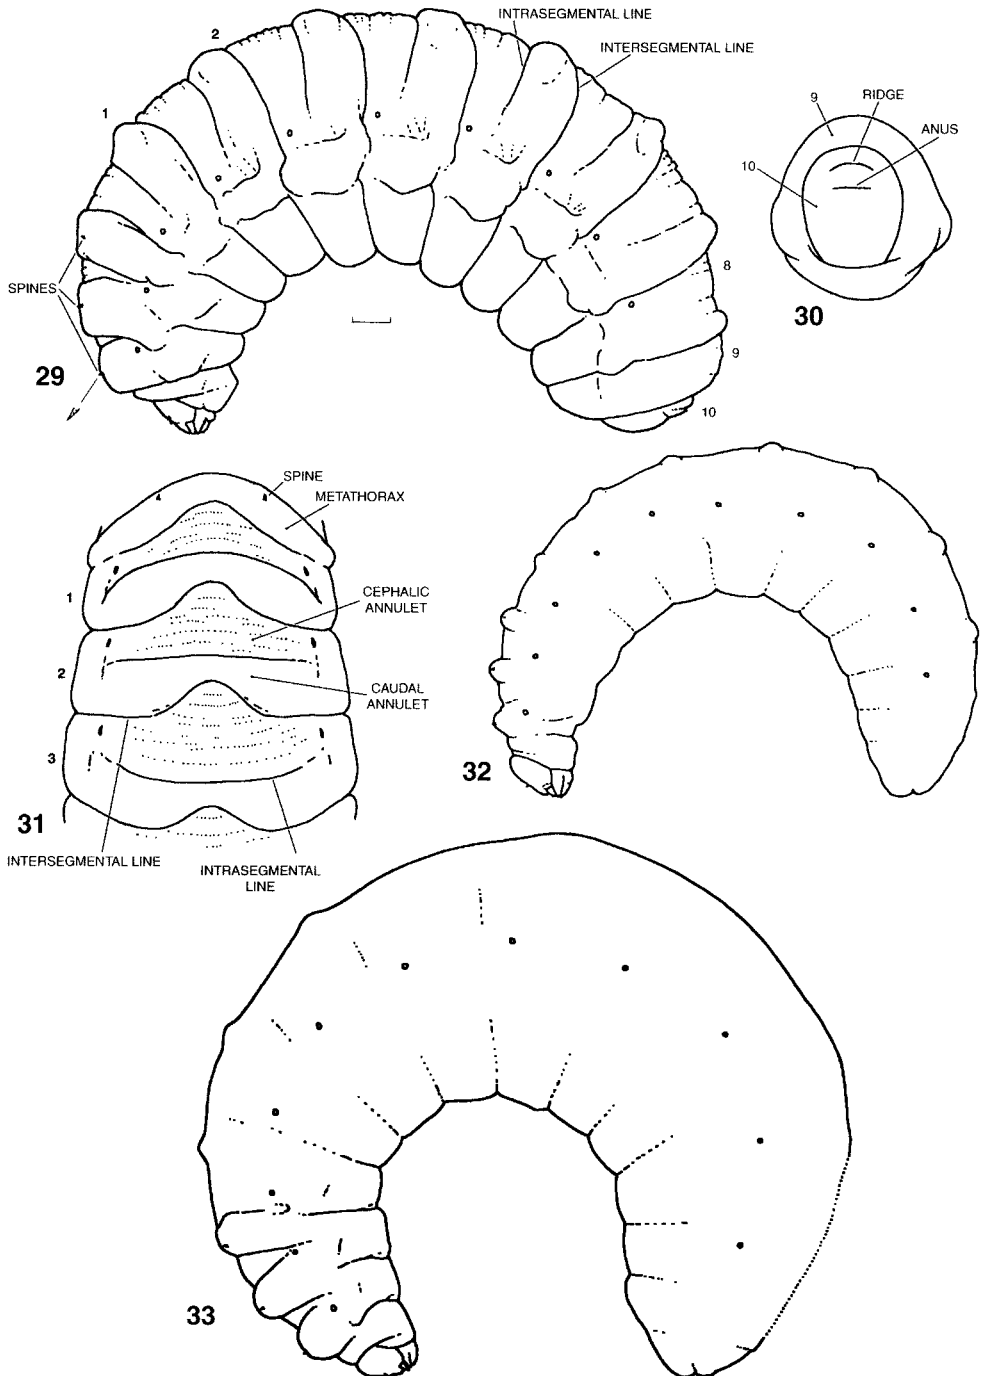 INTRASEGMENTAL LINE
2
INTERSEGMENTAL LINE
1
9
RIDGE
ANUS
10
8
SPINES
30
29
9
10
SPINE
METATHORAX
1
CEPHALIC
ANNULET
2
CAUDAL
ANNULET
3
32
31
INTERSEGMENTAL LINE
INTRASEGMENTAL
LINE
33